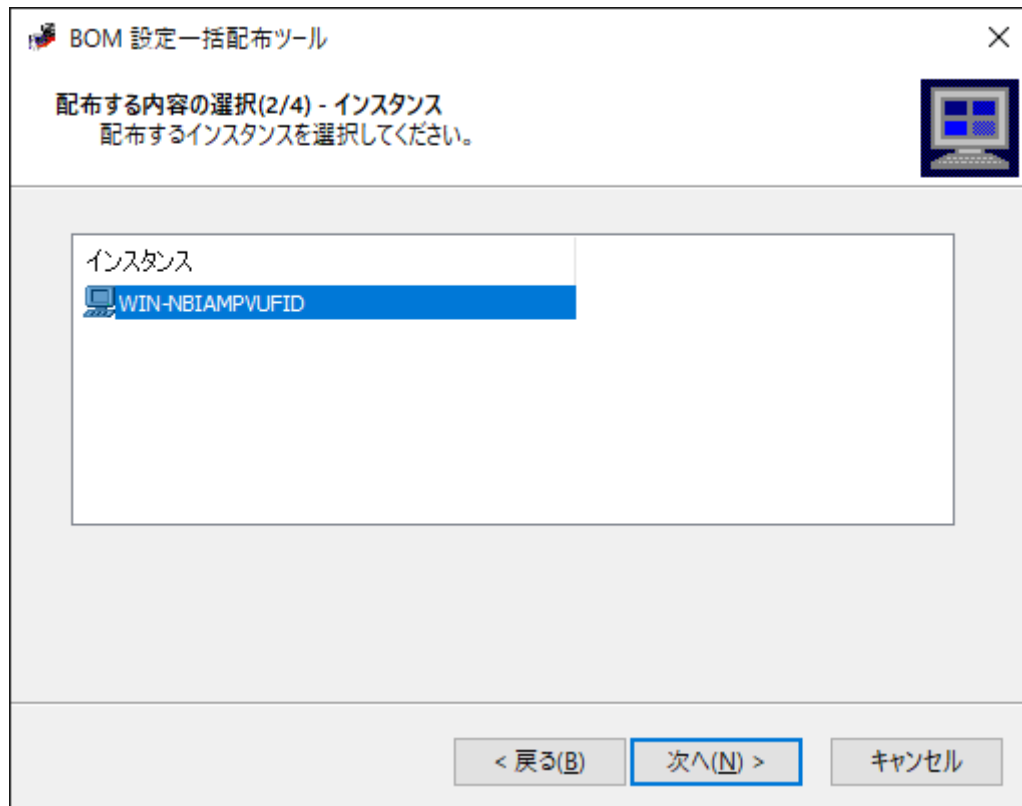 BOM 設定一括配布ツール
配布する内容の選択(2/4) - インスタンス
配布するインスタンスを選択してください。
インスタンス
WIN-NBIAMPVUFID
< 戻る(B) 次へ(N) > キャンセル